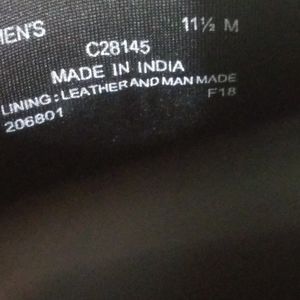 MEN'S 11½ M
C28145
MADE IN INDIA
LINING: LEATHER AND MAN MADE
206801 F18